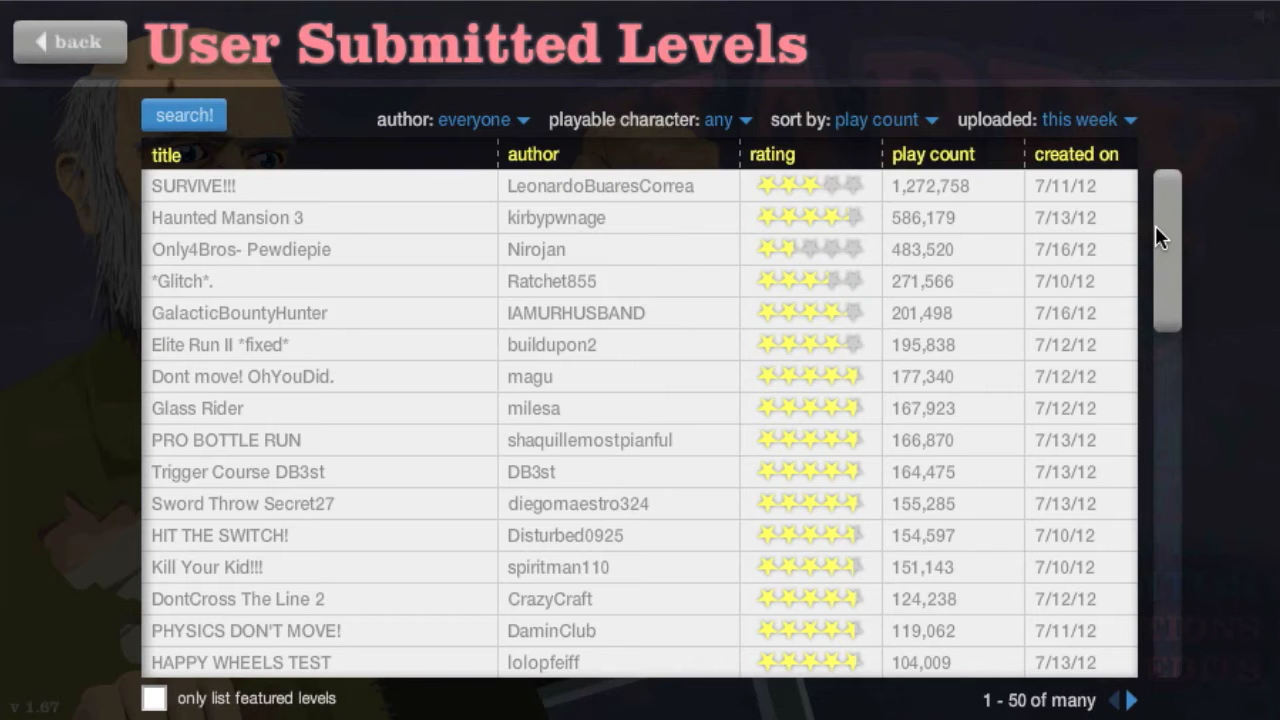 back
User Submitted Levels
search! author: everyone playable character: any sort by: play count uploaded: this week
title author rating play count created on
SURVIVE!!! LeonardoBuaresCorrea 1,272,758 7/11/12
Haunted Mansion 3 kirbypwnage 586,179 7/13/12
Only4Bros- Pewdiepie Nirojan 483,520 7/16/12
*Glitch*. Ratchet855 271,566 7/10/12
GalacticBountyHunter IAMURHUSBAND 201,498 7/16/12
Elite Run II *fixed* buildupon2 195,838 7/12/12
Dont move! OhYouDid. magu 177,340 7/12/12
Glass Rider milesa 167,923 7/12/12
PRO BOTTLE RUN shaquillemostpianful 166,870 7/13/12
Trigger Course DB3st DB3st 164,475 7/13/12
Sword Throw Secret27 diegomaestro324 155,285 7/13/12
HIT THE SWITCH! Disturbed0925 154,597 7/10/12
Kill Your Kid!!! spiritman110 151,143 7/10/12
DontCross The Line 2 CrazyCraft 124,238 7/12/12
PHYSICS DON'T MOVE! DaminClub 119,062 7/11/12
HAPPY WHEELS TEST lolopfeiff 104,009 7/13/12
only list featured levels 1 - 50 of many
v 1.67